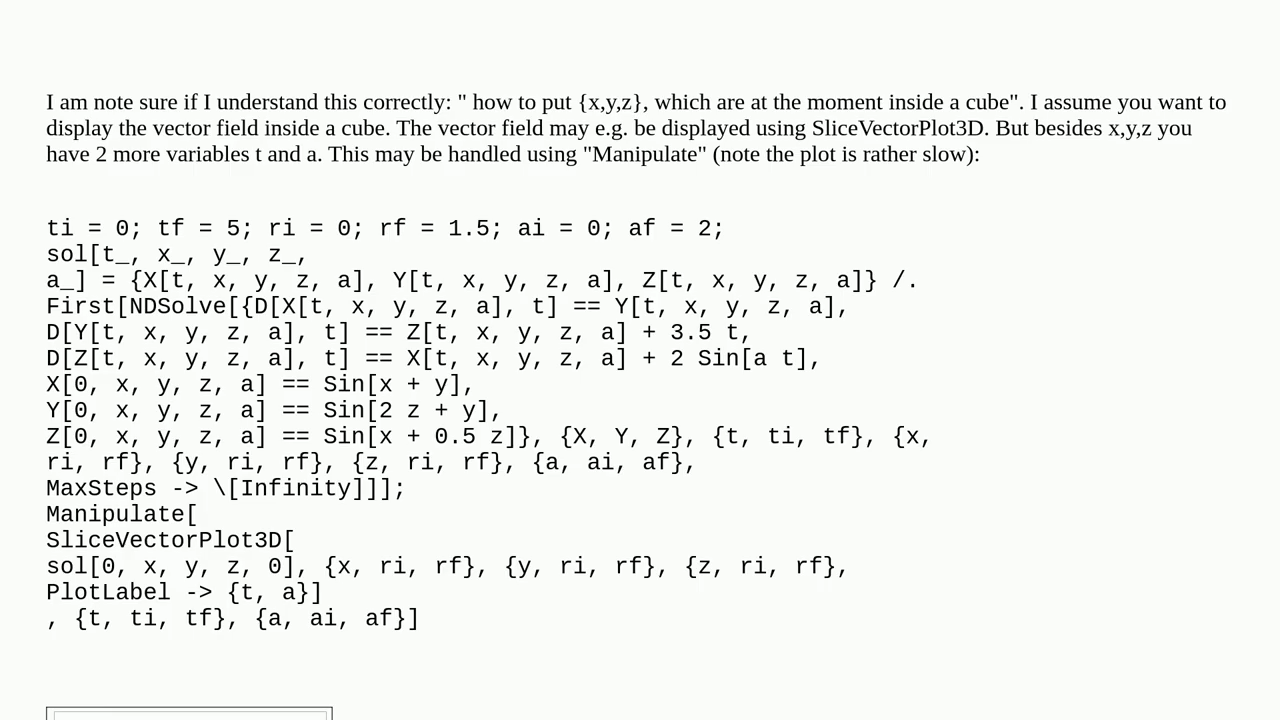 I am note sure if I understand this correctly: " how to put {x,y,z}, which are at the moment inside a cube". I assume you want to
display the vector field inside a cube. The vector field may e.g. be displayed using SliceVectorPlot3D. But besides x,y,z you
have 2 more variables t and a. This may be handled using "Manipulate" (note the plot is rather slow):
ti = 0; tf = 5; ri = 0; rf = 1.5; ai = 0; af = 2;
sol[t_, x_, y_, z_,
a_] = {X[t, x, y, z, a], Y[t, x, y, z, a], Z[t, x, y, z, a]} /.
First[NDSolve[{D[X[t, x, y, z, a], t] == Y[t, x, y, z, a],
D[Y[t, x, y, z, a], t] == Z[t, x, y, z, a] + 3.5 t,
D[Z[t, x, y, z, a], t] == X[t, x, y, z, a] + 2 Sin[a t],
X[0, x, y, z, a] == Sin[x + y],
Y[0, x, y, z, a] == Sin[2 z + y],
Z[0, x, y, z, a] == Sin[x + 0.5 z]}, {X, Y, Z}, {t, ti, tf}, {x,
ri, rf}, {y, ri, rf}, {z, ri, rf}, {a, ai, af},
MaxSteps -> \[Infinity]]];
Manipulate[
SliceVectorPlot3D[
sol[0, x, y, z, 0], {x, ri, rf}, {y, ri, rf}, {z, ri, rf},
PlotLabel -> {t, a}]
, {t, ti, tf}, {a, ai, af}]